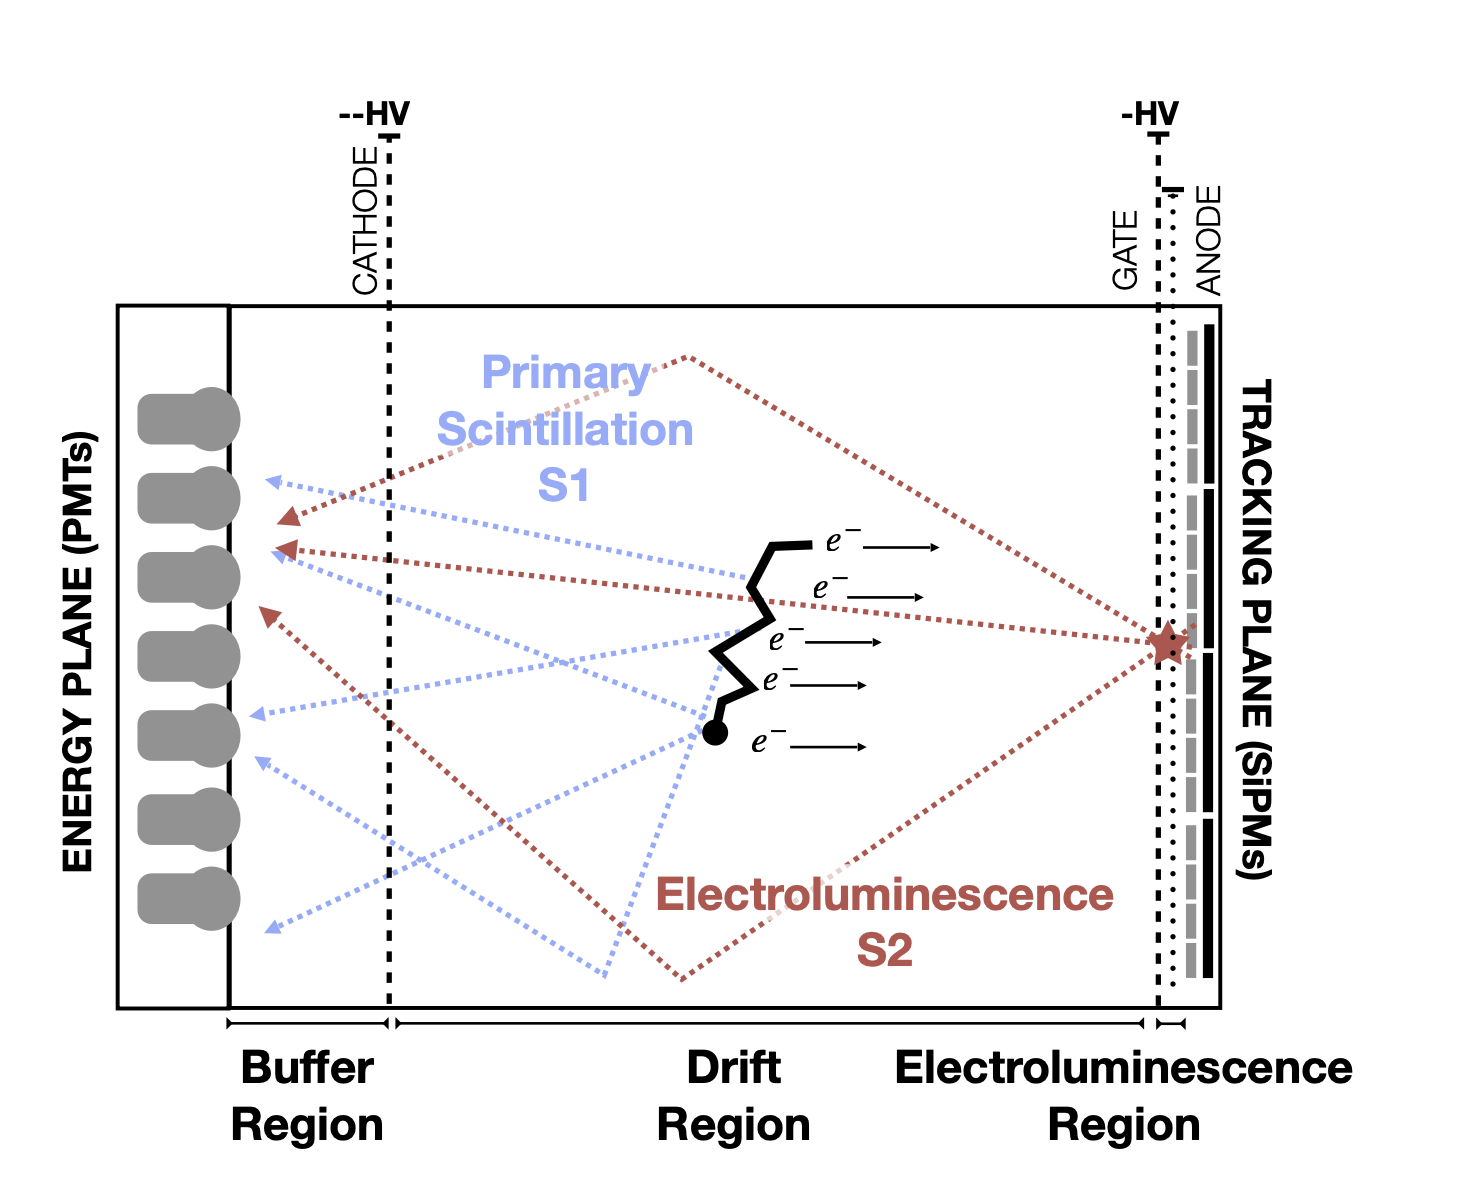 --HV
-HV
CATHODE
GATE
ANODE
ENERGY PLANE (PMTs)
Primary
Scintillation
S1
e⁻
e⁻
e⁻
e⁻
e⁻
Electroluminescence
S2
TRACKING PLANE (SiPMs)
Buffer
Region
Drift
Region
Electroluminescence
Region